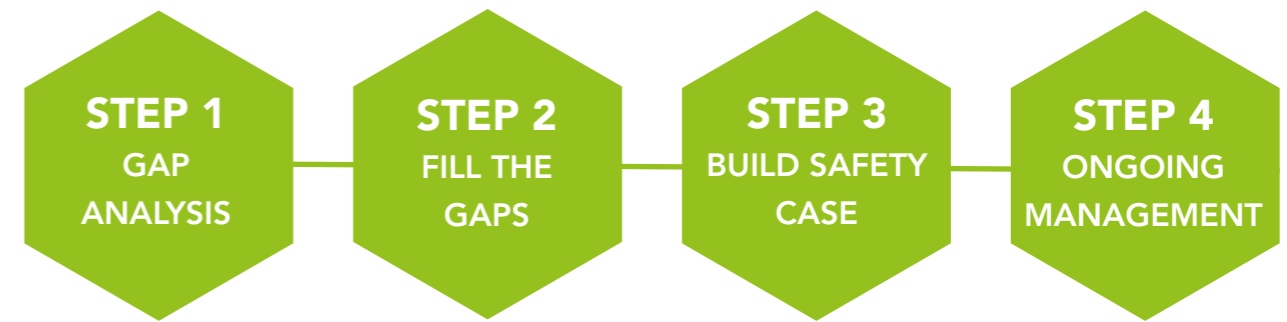 STEP 1
GAP
ANALYSIS
STEP 2
FILL THE
GAPS
STEP 3
BUILD SAFETY
CASE
STEP 4
ONGOING
MANAGEMENT